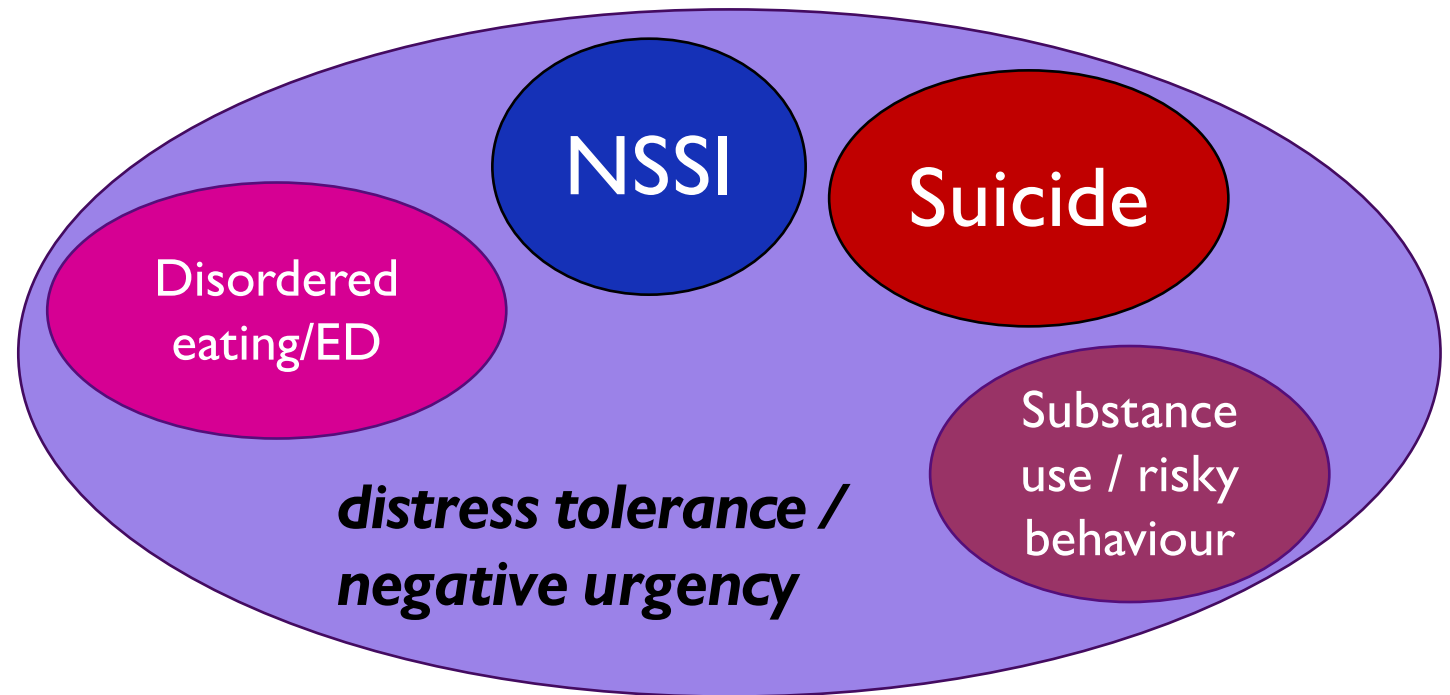 NSSI
Suicide
Disordered
eating/ED
Substance
use / risky
behaviour
distress tolerance /
negative urgency